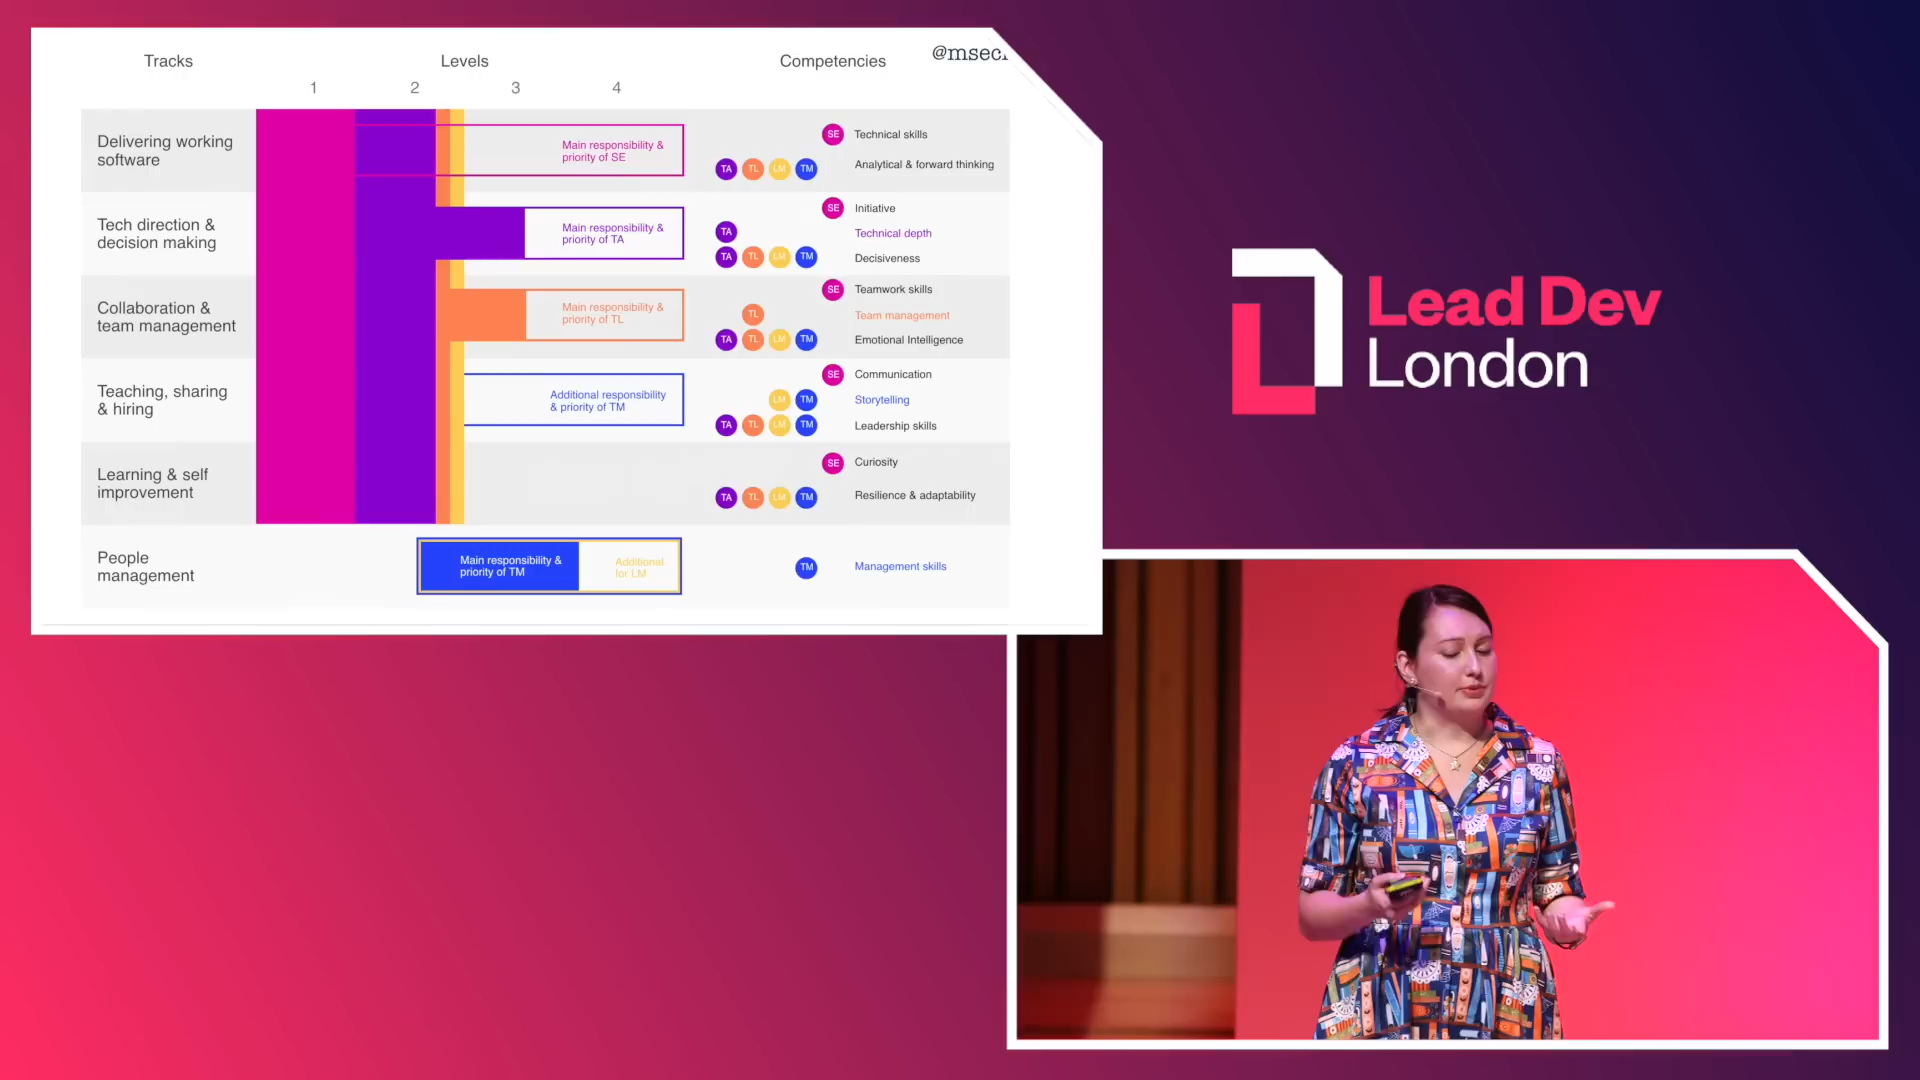 Tracks
Levels
Competencies
1
2
3
4
Delivering working
software
Main responsibility &
priority of SE
SE Technical skills
TA TL LM TM Analytical & forward thinking
Tech direction &
decision making
Main responsibility &
priority of TA
SE Initiative
TA Technical depth
TA TL LM TM Decisiveness
Collaboration &
team management
Main responsibility &
priority of TL
SE Teamwork skills
TL Team management
TA TL LM TM Emotional Intelligence
Teaching, sharing
& hiring
Additional responsibility
& priority of TM
SE Communication
LM TM Storytelling
TA TL LM TM Leadership skills
Learning & self
improvement
SE Curiosity
TA TL LM TM Resilience & adaptability
People
management
Main responsibility &
priority of TM
Additional
for LM
TM Management skills
Lead Dev
London